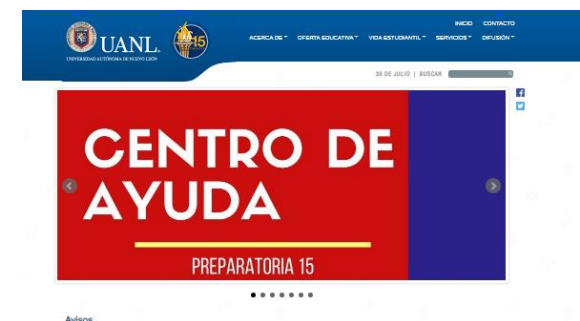 INICIO CONTACTO
UANL
UNIVERSIDAD AUTÓNOMA DE NUEVO LEÓN
15
ACERCA DE OFERTA EDUCATIVA VIDA ESTUDIANTIL SERVICIOS DIFUSIÓN
30 DE JULIO | BUSCAR
CENTRO DE
AYUDA
PREPARATORIA 15
Avisos